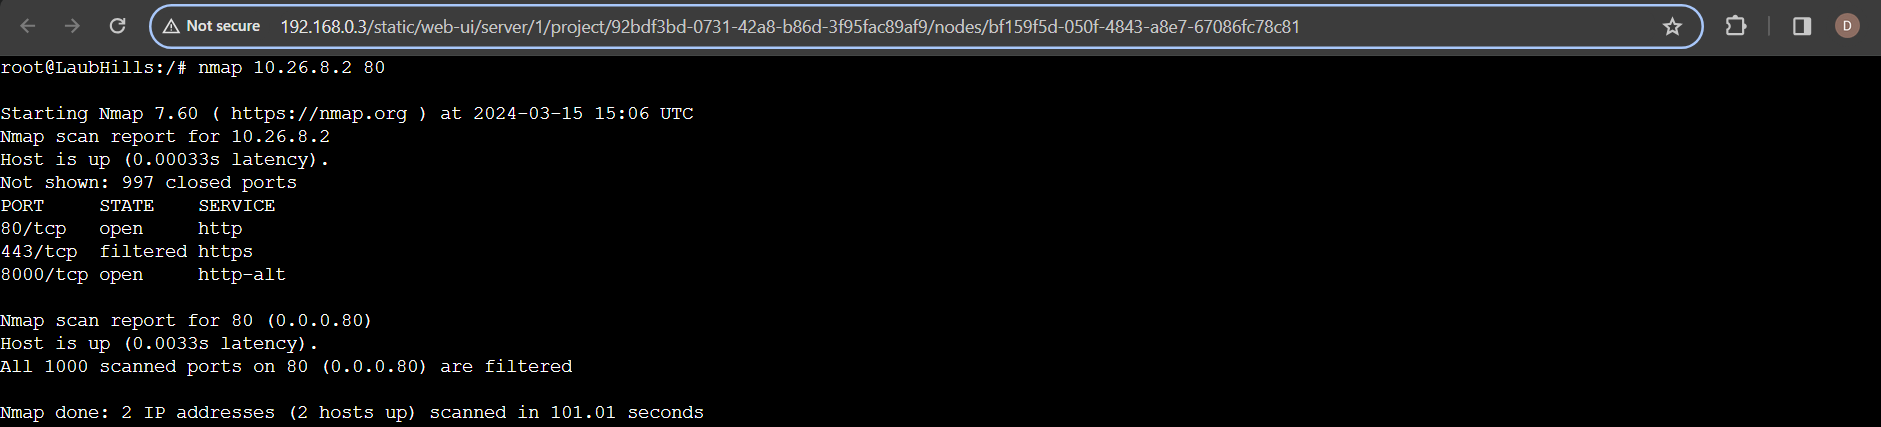 Not secure 192.168.0.3/static/web-ui/server/1/project/92bdf3bd-0731-42a8-b86d-3f95fac89af9/nodes/bf159f5d-050f-4843-a8e7-67086fc78c81 D
root@LaubHills:/# nmap 10.26.8.2 80
Starting Nmap 7.60 ( https://nmap.org ) at 2024-03-15 15:06 UTC
Nmap scan report for 10.26.8.2
Host is up (0.00033s latency).
Not shown: 997 closed ports
PORT     STATE    SERVICE
80/tcp   open     http
443/tcp  filtered https
8000/tcp open     http-alt
Nmap scan report for 80 (0.0.0.80)
Host is up (0.0033s latency).
All 1000 scanned ports on 80 (0.0.0.80) are filtered
Nmap done: 2 IP addresses (2 hosts up) scanned in 101.01 seconds